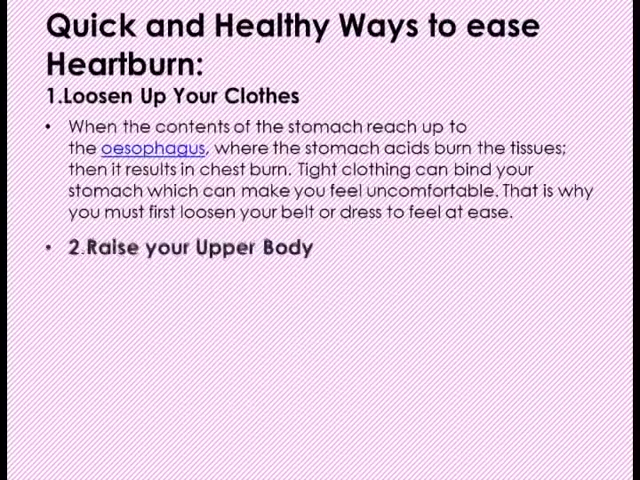 Quick and Healthy Ways to ease
Heartburn:
1.Loosen Up Your Clothes
• When the contents of the stomach reach up to
the oesophagus, where the stomach acids burn the tissues;
then it results in chest burn. Tight clothing can bind your
stomach which can make you feel uncomfortable. That is why
you must first loosen your belt or dress to feel at ease.
• 2.Raise your Upper Body